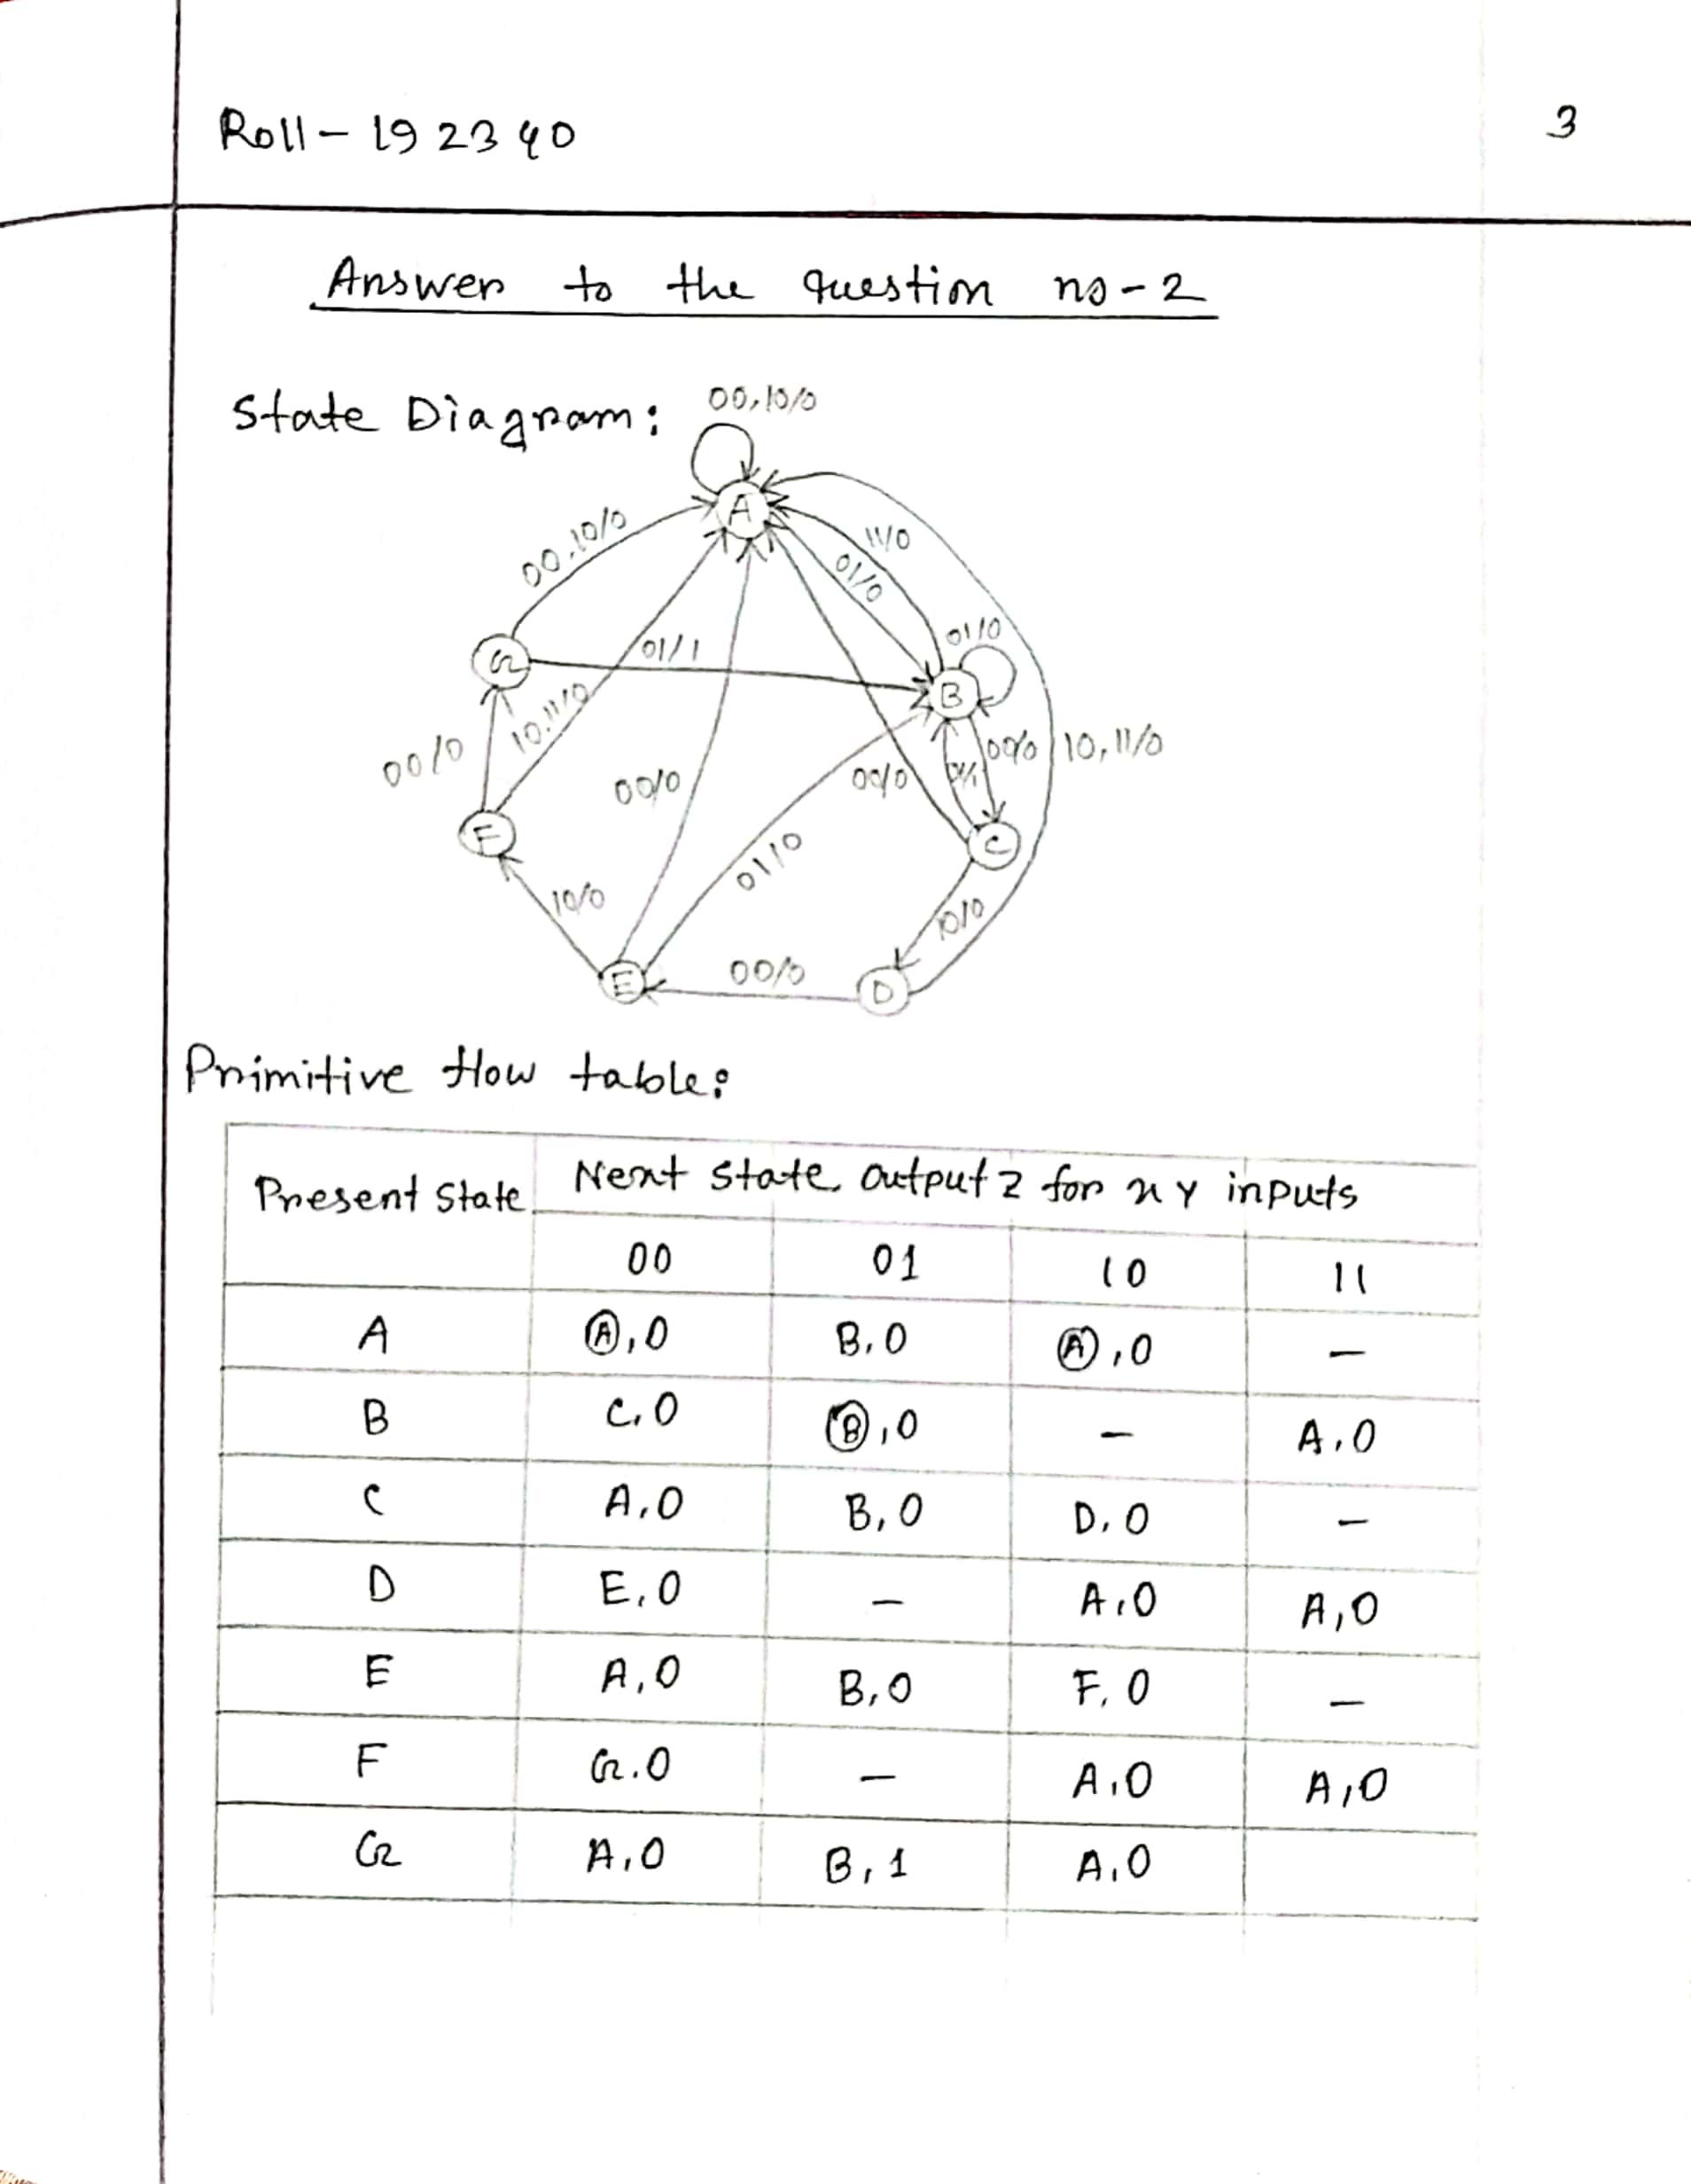 Roll - 192340
3
Answer to the question no - 2
State Diagram:
00,10/0
A
00,10/0
11/0
01/0
01/0
G
01/1
B
10,11/0
00/0
00/0
00/0
00/0
10,11/0
F
C
01/0
10/0
10/0
E
00/0
D
Primitive flow table:
Present State
Next state, output z for x y inputs
00 01 10 11
A Ⓐ,0 B,0 Ⓐ,0 -
B C,0 Ⓑ,0 - A,0
C A,0 B,0 D,0 -
D E,0 - A,0 A,0
E A,0 B,0 F,0 -
F G,0 - A,0 A,0
G A,0 B,1 A,0